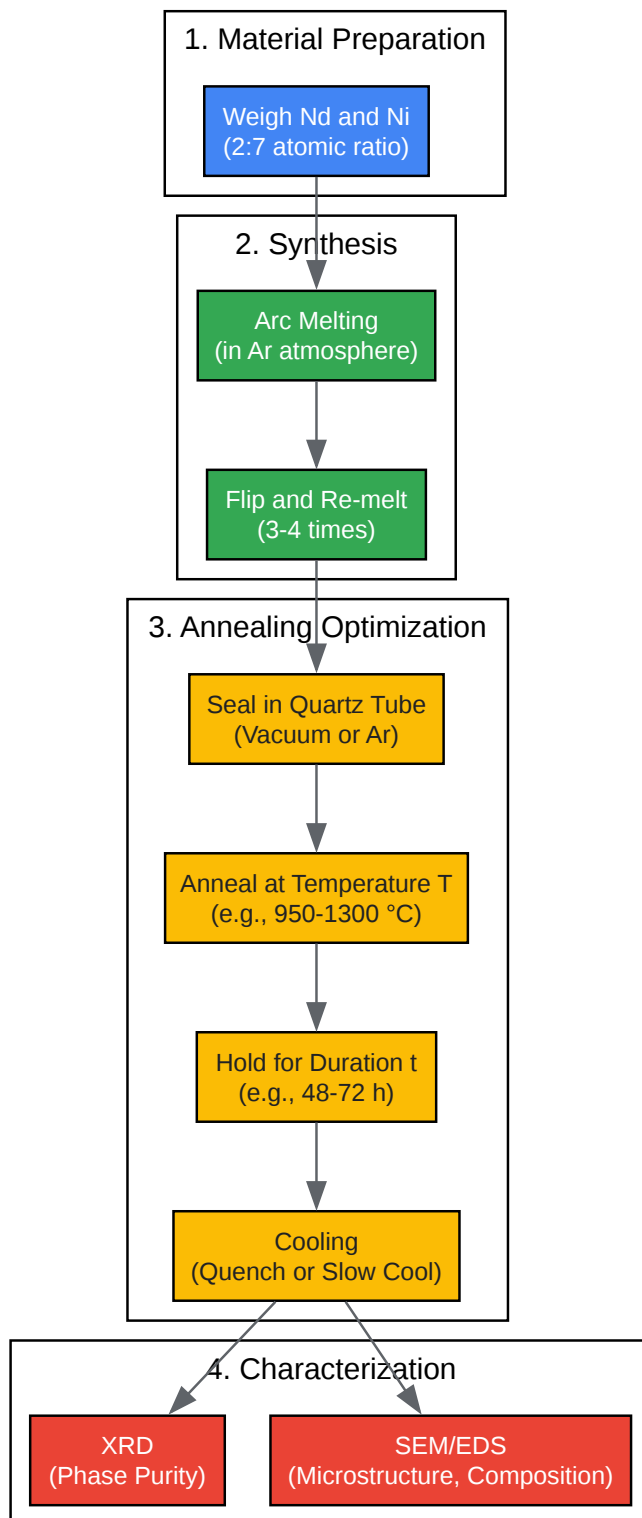 1. Material Preparation
Weigh Nd and Ni
(2:7 atomic ratio)
2. Synthesis
Arc Melting
(in Ar atmosphere)
Flip and Re-melt
(3-4 times)
3. Annealing Optimization
Seal in Quartz Tube
(Vacuum or Ar)
Anneal at Temperature T
(e.g., 950-1300 °C)
Hold for Duration t
(e.g., 48-72 h)
Cooling
(Quench or Slow Cool)
4. Characterization
XRD
(Phase Purity)
SEM/EDS
(Microstructure, Composition)